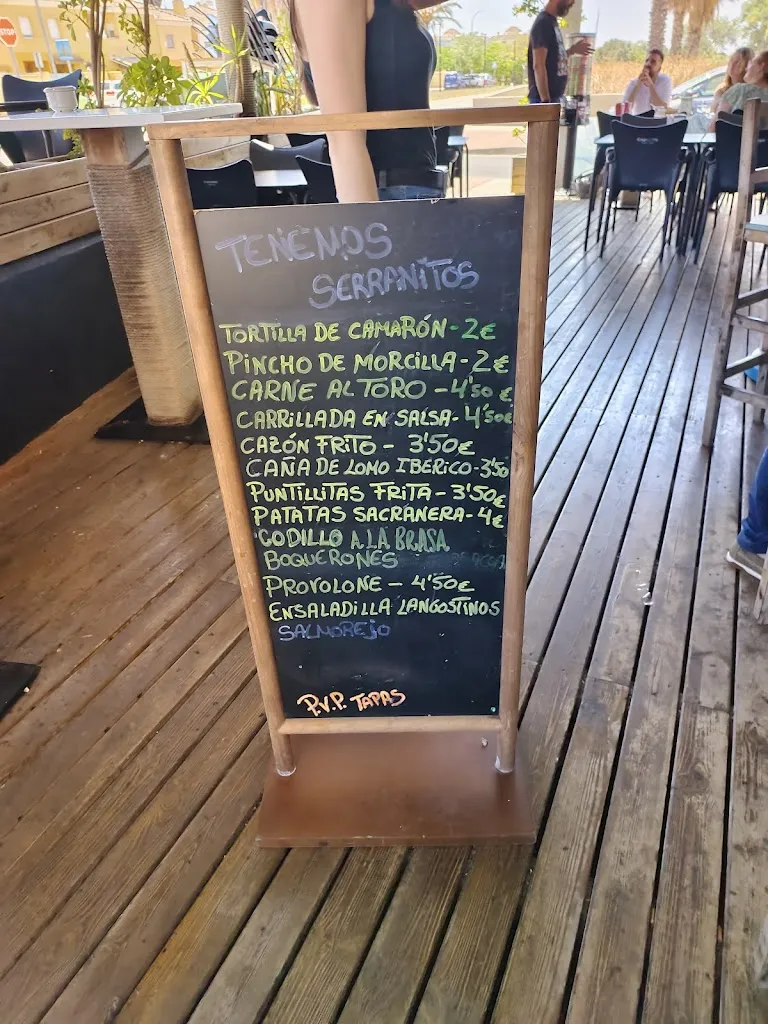 STOP
TENEMOS
SERRANITOS
TORTILLA DE CAMARÓN - 2€
PINCHO DE MORCILLA - 2€
CARNE AL TORO - 4'50 €
CARRILLADA EN SALSA - 4'50€
CAZÓN FRITO - 3'50€
CAÑA DE LOMO IBERICO - 3'50
PUNTILLITAS FRITA - 3'50€
PATATAS SACRANERA - 4€
CODILLO A LA BRASA
BOQUERONES
PROVOLONE - 4'50€
ENSALADILLA LANGOSTINOS
SALMOREJO
P.V.P. TAPAS